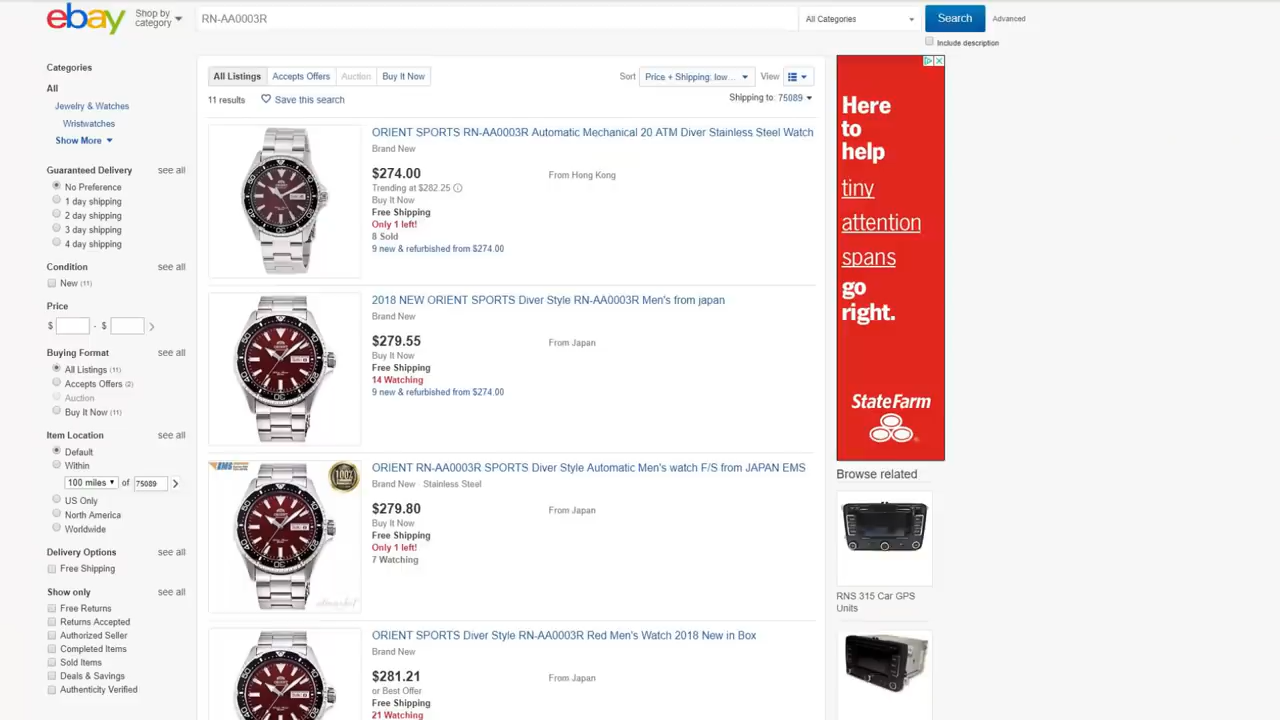 ebay
Shop by
category
RN-AA0003R
All Categories
Search
Advanced
Include description
Categories
All
Jewelry & Watches
Wristwatches
Show More
Guaranteed Delivery
see all
No Preference
1 day shipping
2 day shipping
3 day shipping
4 day shipping
Condition
see all
New (11)
Price
$ - $
Buying Format
see all
All Listings (11)
Accepts Offers (2)
Auction
Buy It Now (11)
Item Location
see all
Default
Within
100 miles of 75089
US Only
North America
Worldwide
Delivery Options
see all
Free Shipping
Show only
see all
Free Returns
Returns Accepted
Authorized Seller
Completed Items
Sold Items
Deals & Savings
Authenticity Verified
All Listings Accepts Offers Auction Buy It Now
Sort Price + Shipping: low... View
11 results Save this search
Shipping to: 75089
ORIENT SPORTS RN-AA0003R Automatic Mechanical 20 ATM Diver Stainless Steel Watch
Brand New
$274.00
From Hong Kong
Trending at $282.25
Buy It Now
Free Shipping
Only 1 left!
8 Sold
9 new & refurbished from $274.00
2018 NEW ORIENT SPORTS Diver Style RN-AA0003R Men's from japan
Brand New
$279.55
From Japan
Buy It Now
Free Shipping
14 Watching
9 new & refurbished from $274.00
EMS
100%
ORIENT RN-AA0003R SPORTS Diver Style Automatic Men's watch F/S from JAPAN EMS
Brand New · Stainless Steel
$279.80
From Japan
Buy It Now
Free Shipping
Only 1 left!
7 Watching
ORIENT SPORTS Diver Style RN-AA0003R Red Men's Watch 2018 New in Box
Brand New
$281.21
From Japan
or Best Offer
Free Shipping
21 Watching
Here
to
help
tiny
attention
spans
go
right.
StateFarm
Browse related
RNS 315 Car GPS
Units